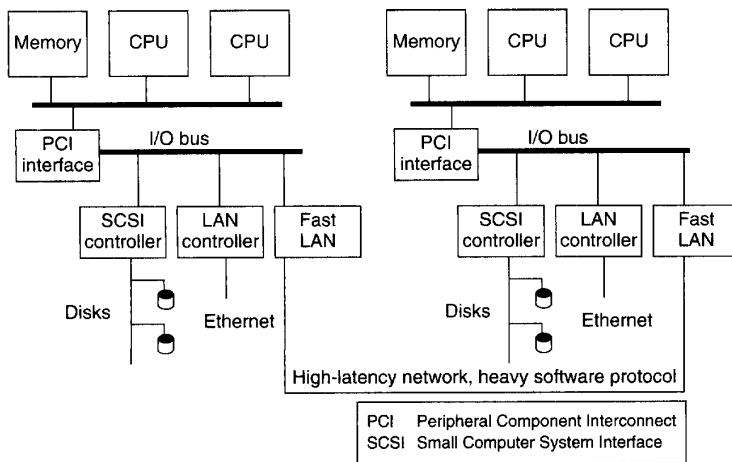 Memory
CPU
CPU
Memory
CPU
CPU
PCI
interface
I/O bus
PCI
interface
I/O bus
SCSI
controller
LAN
controller
Fast
LAN
SCSI
controller
LAN
controller
Fast
LAN
Disks
Ethernet
Disks
Ethernet
High-latency network, heavy software protocol
PCI Peripheral Component Interconnect
SCSI Small Computer System Interface